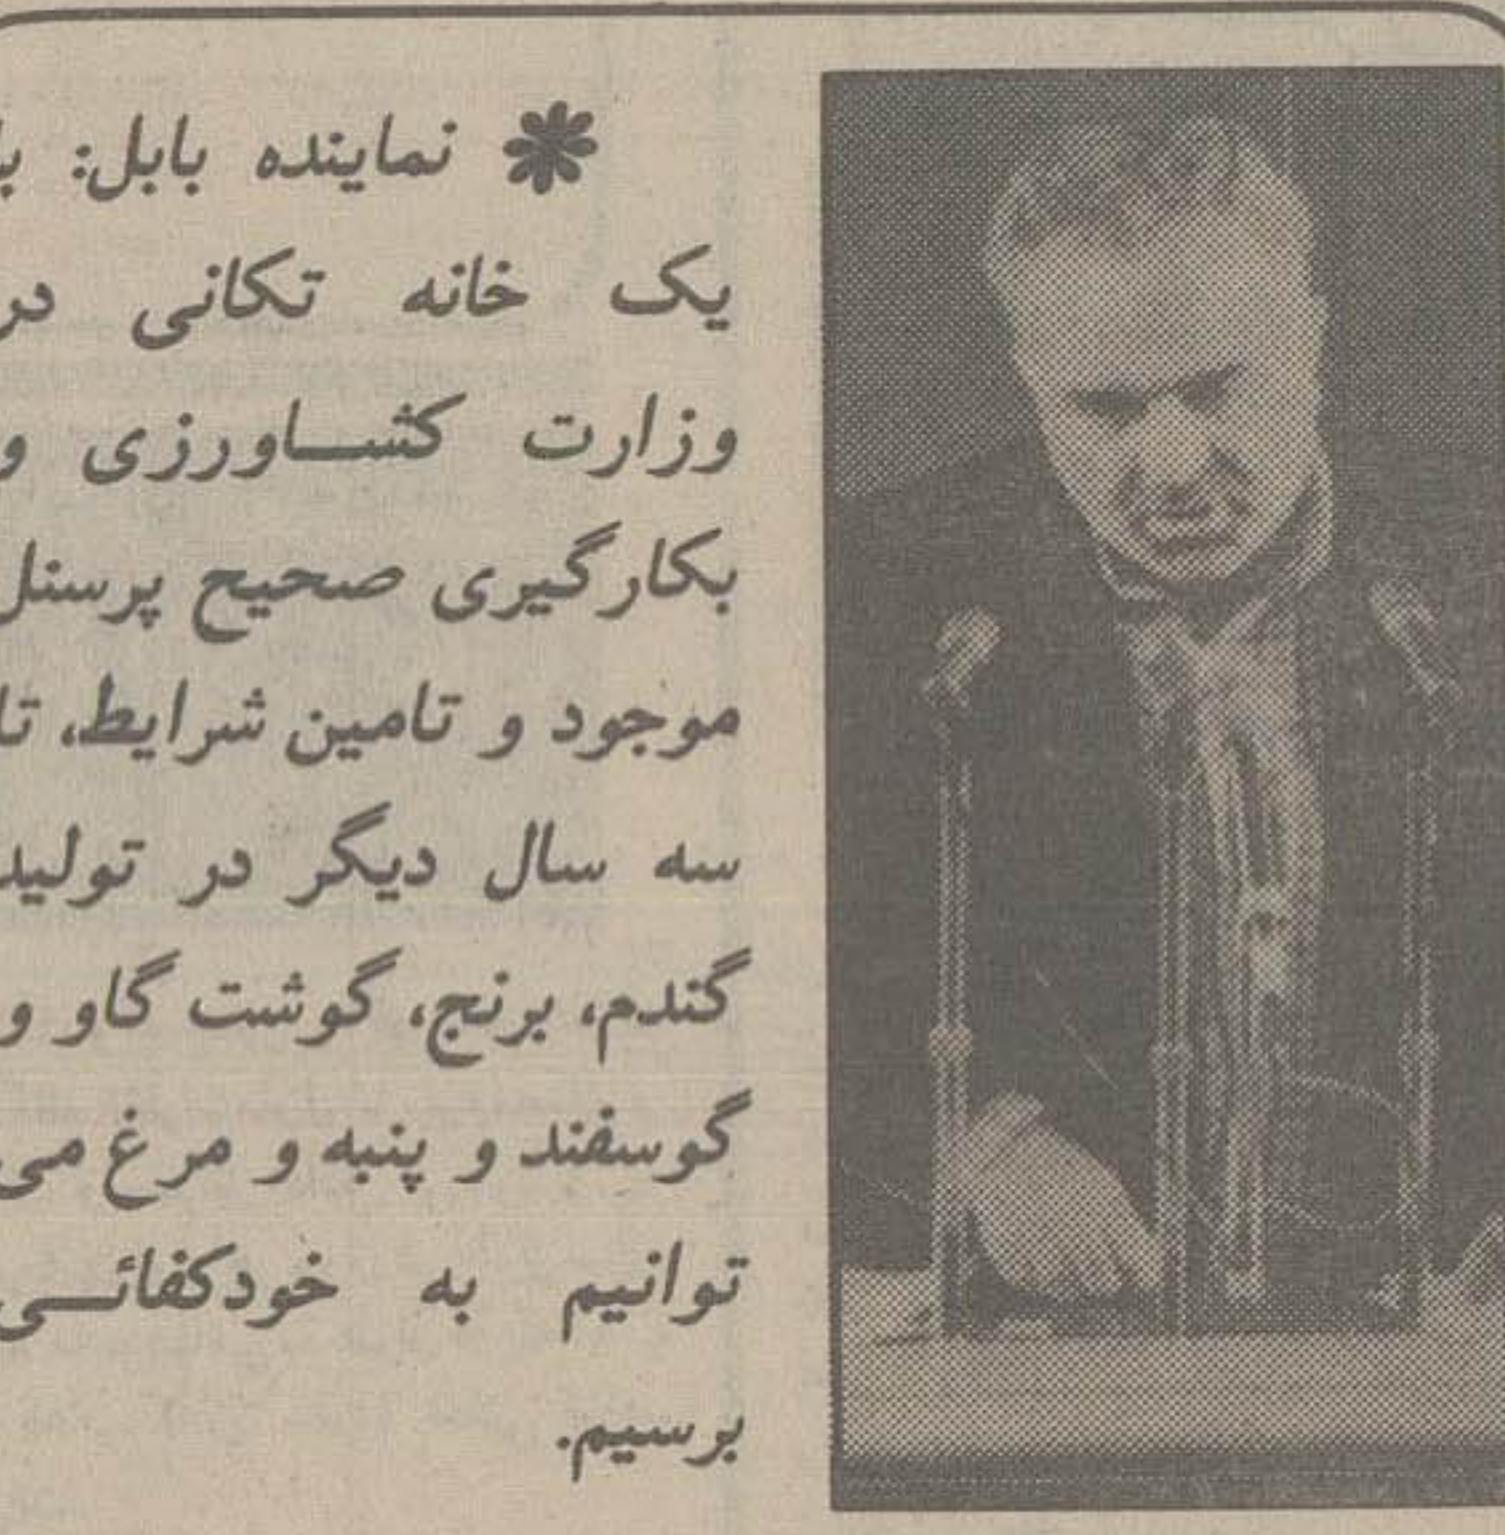 نماینده بابل: با
یک خانه تکانی در
وزارت کشاورزی و
بکارگیری صحیح پرسنل
موجود و تامین شرایط، تا
سه سال دیگر در تولید
گندم، برنج، گوشت گاو و
گوسفند و پنبه و مرغ می
توانیم به خودکفائی
برسیم.